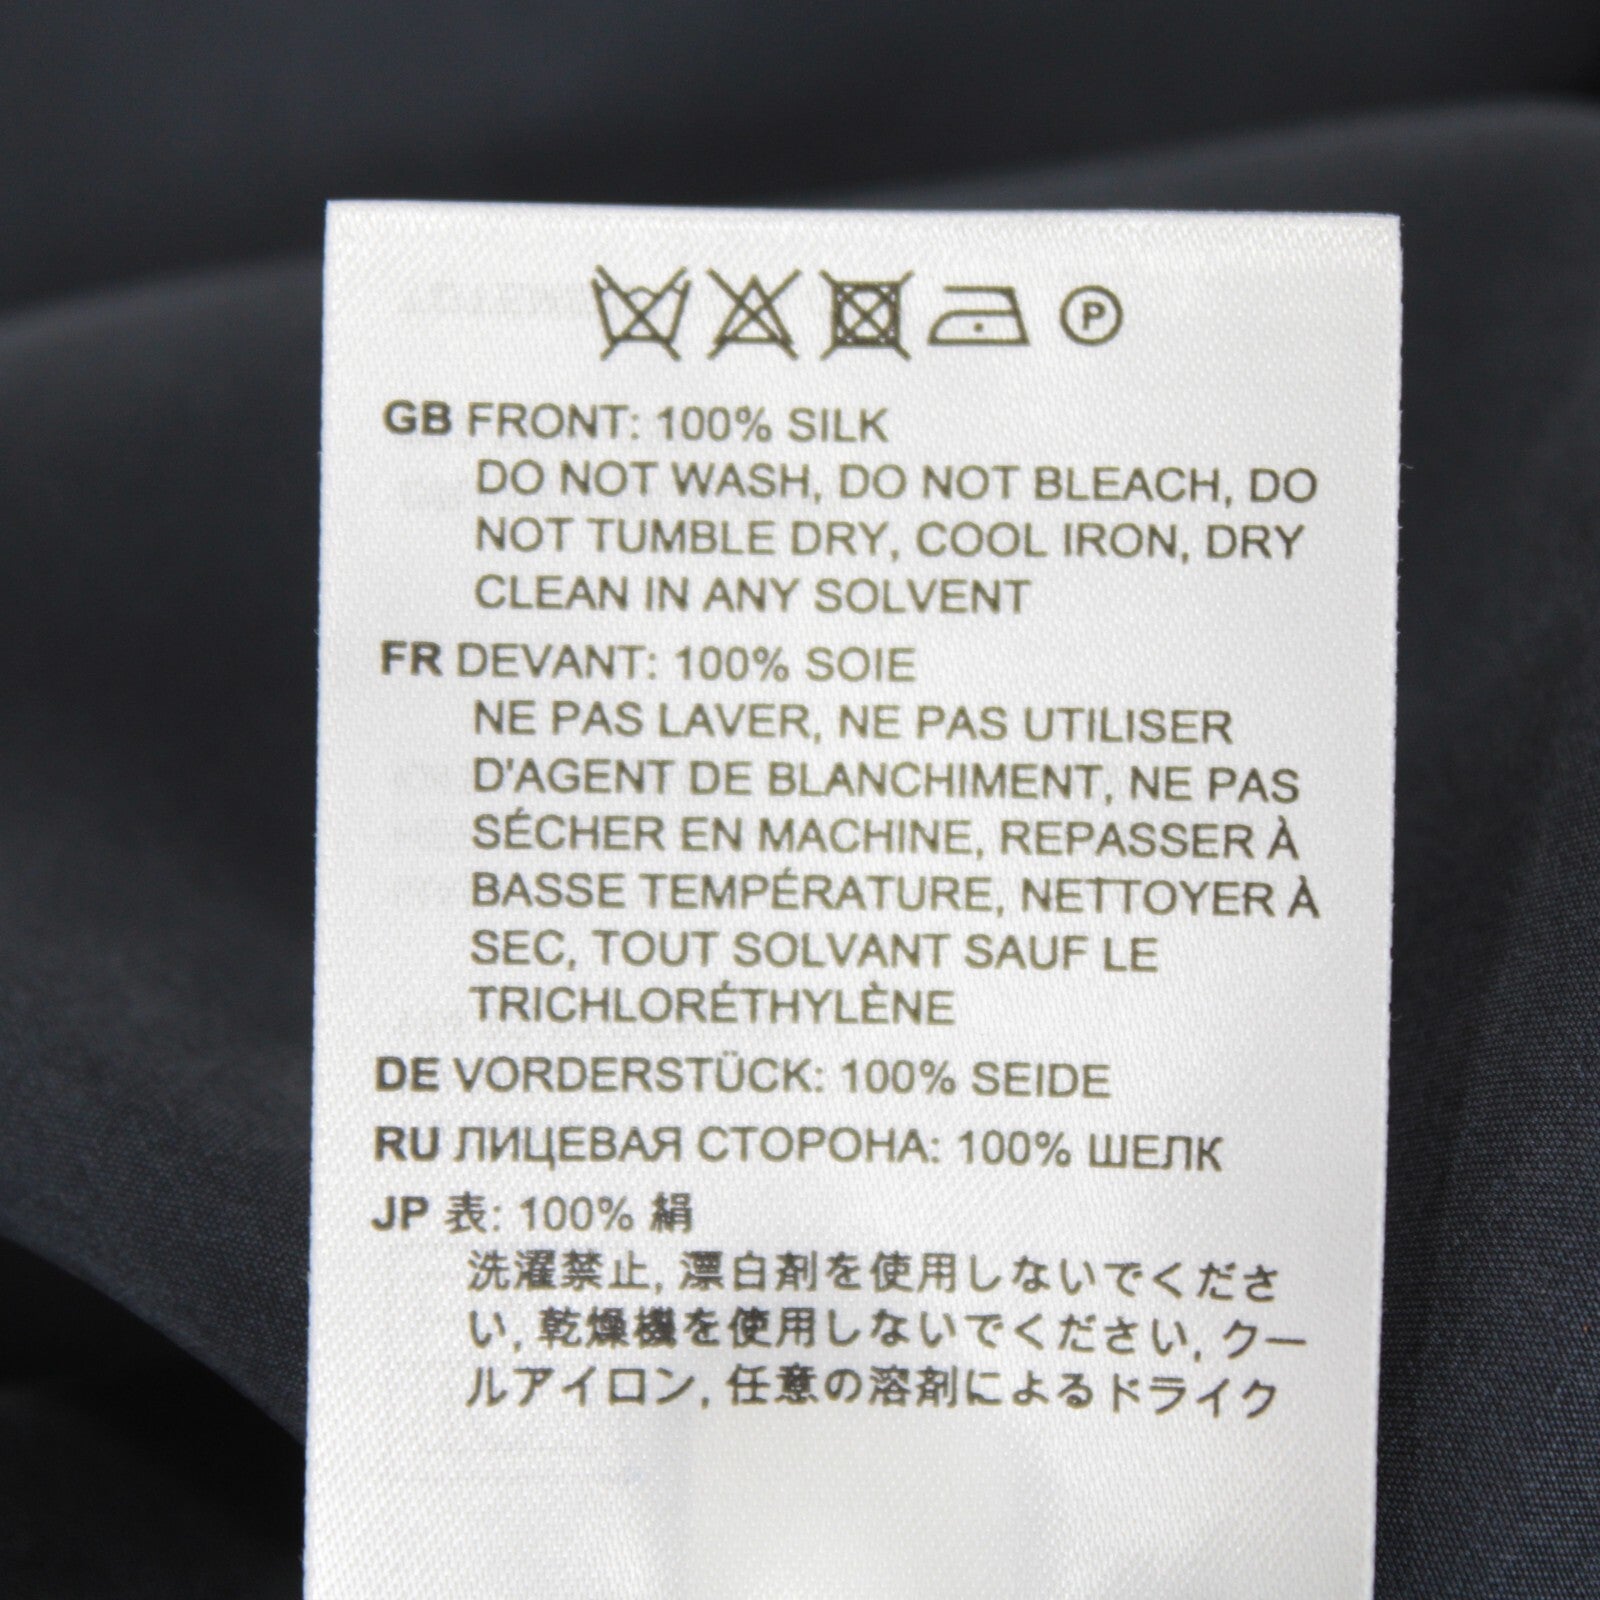 P
GB FRONT: 100% SILK
DO NOT WASH, DO NOT BLEACH, DO
NOT TUMBLE DRY, COOL IRON, DRY
CLEAN IN ANY SOLVENT
FR DEVANT: 100% SOIE
NE PAS LAVER, NE PAS UTILISER
D'AGENT DE BLANCHIMENT, NE PAS
SÉCHER EN MACHINE, REPASSER À
BASSE TEMPÉRATURE, NETTOYER À
SEC, TOUT SOLVANT SAUF LE
TRICHLORÉTHYLÈNE
DE VORDERSTÜCK: 100% SEIDE
RU ЛИЦЕВАЯ СТОРОНА: 100% ШЕЛК
JP 表: 100% 絹
洗濯禁止, 漂白剤を使用しないでくださ
い, 乾燥機を使用しないでください, クー
ルアイロン, 任意の溶剤によるドライク